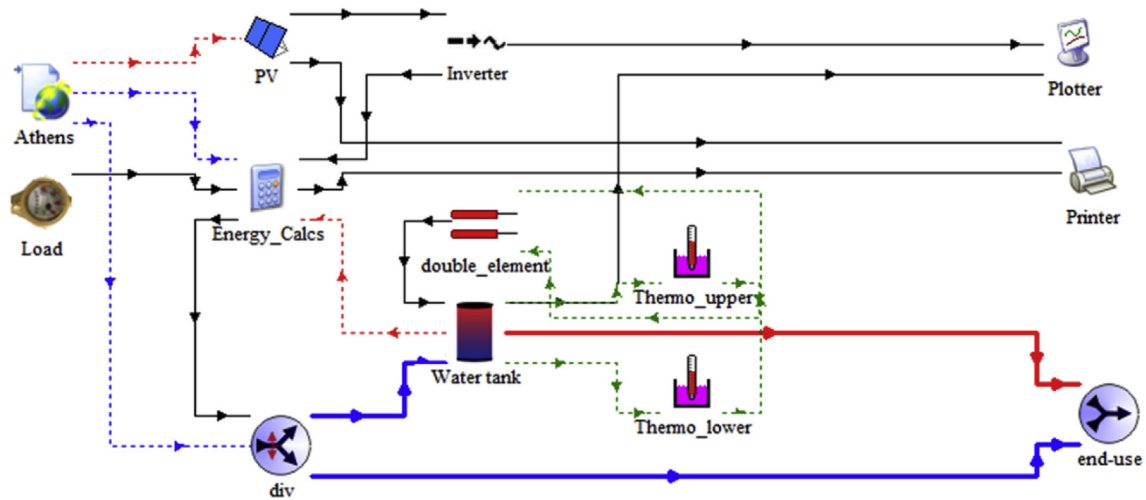 PV
Inverter
Plotter
Athens
Load
Energy_Calcs
Printer
double_element
Thermo_upper
Water tank
Thermo_lower
end-use
div